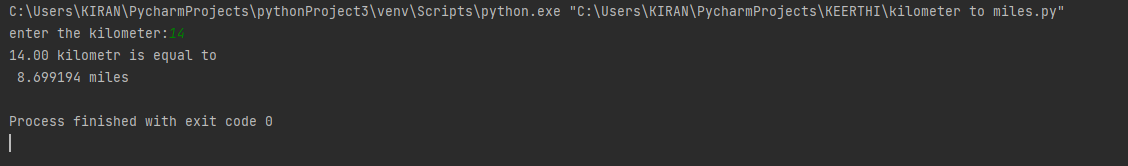 C:\Users\KIRAN\PycharmProjects\pythonProject3\venv\Scripts\python.exe "C:\Users\KIRAN\PycharmProjects\KEERTHI\kilometer to miles.py"
enter the kilometer:14
14.00 kilometr is equal to
 8.699194 miles
Process finished with exit code 0